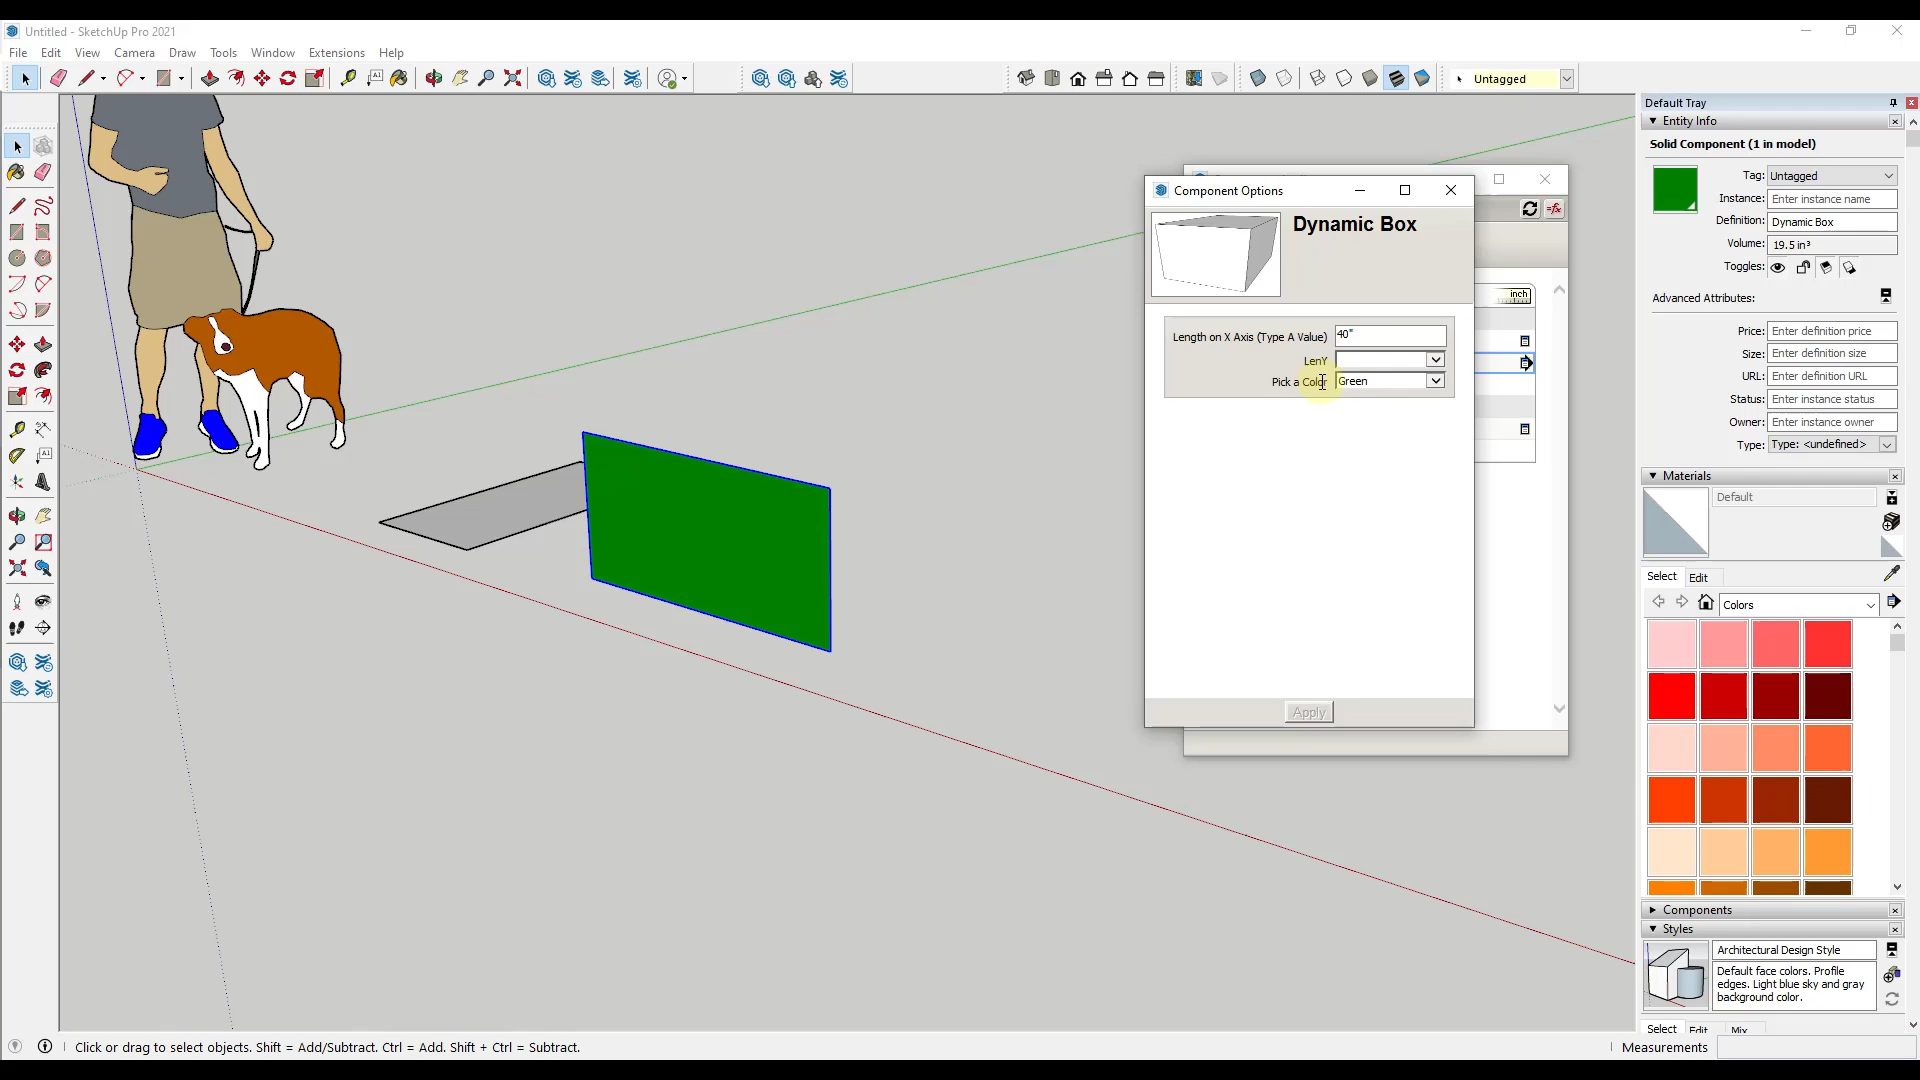 Untitled - SketchUp Pro 2021
File Edit View Camera Draw Tools Window Extensions Help
Untagged
Default Tray
Entity Info
Solid Component (1 in model)
Tag: Untagged
Instance: Enter instance name
Definition: Dynamic Box
Volume: 19.5 in³
Toggles:
Advanced Attributes:
Price: Enter definition price
Size: Enter definition size
URL: Enter definition URL
Status: Enter instance status
Owner: Enter instance owner
Type: Type: <undefined>
Component Options
Dynamic Box
inch
Length on X Axis (Type A Value) 40"
LenY
Pick a Color Green
Apply
Materials
Default
Select Edit
Colors
Components
Styles
Architectural Design Style
Default face colors. Profile
edges. Light blue sky and gray
background color.
Select Edit Mix
Click or drag to select objects. Shift = Add/Subtract. Ctrl = Add. Shift + Ctrl = Subtract.
Measurements